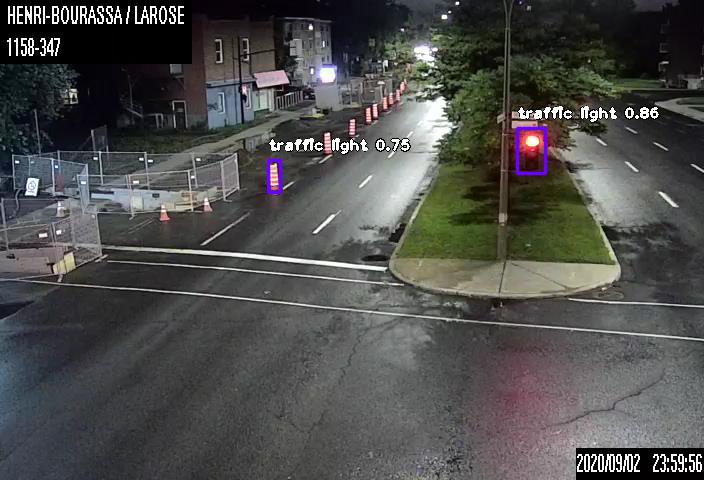 HENRI-BOURASSA / LAROSE
1158-347
traffic light 0.86
traffic light 0.75
2020/09/02 23:59:56